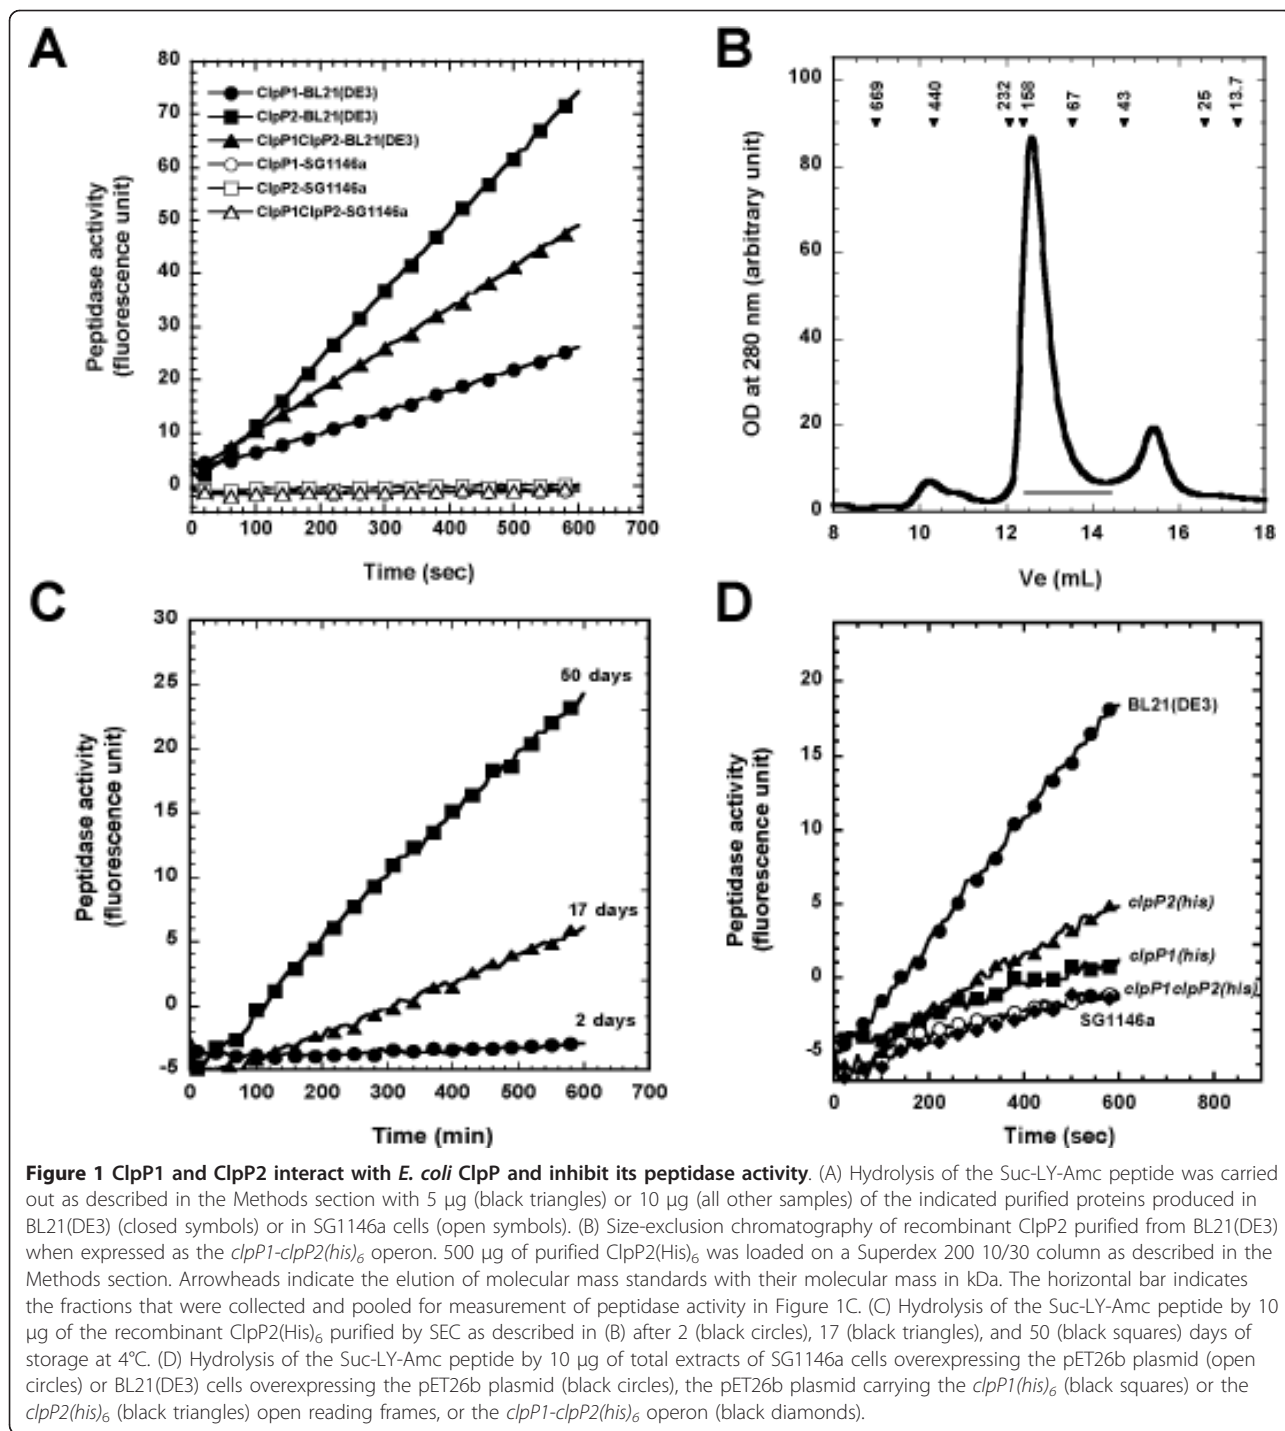 A
80
70
60
50
40
30
20
10
0
Peptidase activity
(fluorescence unit)
ClpP1-BL21(DE3)
ClpP2-BL21(DE3)
ClpP1ClpP2-BL21(DE3)
ClpP1-SG1146a
ClpP2-SG1146a
ClpP1ClpP2-SG1146a
0 100 200 300 400 500 600 700
Time (sec)
B
100
80
60
40
20
0
OD at 280 nm (arbitrary unit)
669 440 232 158 67 43 25 13.7
8 10 12 14 16 18
Ve (mL)
C
30
25
20
15
10
5
0
-5
Peptidase activity
(fluorescence unit)
50 days
17 days
2 days
0 100 200 300 400 500 600 700
Time (min)
D
20
15
10
5
0
-5
Peptidase activity
(fluorescence unit)
BL21(DE3)
clpP2(his)
clpP1(his)
clpP1clpP2(his)
SG1146a
0 200 400 600 800
Time (sec)
Figure 1 ClpP1 and ClpP2 interact with E. coli ClpP and inhibit its peptidase activity. (A) Hydrolysis of the Suc-LY-Amc peptide was carried
out as described in the Methods section with 5 μg (black triangles) or 10 μg (all other samples) of the indicated purified proteins produced in
BL21(DE3) (closed symbols) or in SG1146a cells (open symbols). (B) Size-exclusion chromatography of recombinant ClpP2 purified from BL21(DE3)
when expressed as the clpP1-clpP2(his)6 operon. 500 μg of purified ClpP2(His)6 was loaded on a Superdex 200 10/30 column as described in the
Methods section. Arrowheads indicate the elution of molecular mass standards with their molecular mass in kDa. The horizontal bar indicates
the fractions that were collected and pooled for measurement of peptidase activity in Figure 1C. (C) Hydrolysis of the Suc-LY-Amc peptide by 10
μg of the recombinant ClpP2(His)6 purified by SEC as described in (B) after 2 (black circles), 17 (black triangles), and 50 (black squares) days of
storage at 4°C. (D) Hydrolysis of the Suc-LY-Amc peptide by 10 μg of total extracts of SG1146a cells overexpressing the pET26b plasmid (open
circles) or BL21(DE3) cells overexpressing the pET26b plasmid (black circles), the pET26b plasmid carrying the clpP1(his)6 (black squares) or the
clpP2(his)6 (black triangles) open reading frames, or the clpP1-clpP2(his)6 operon (black diamonds).